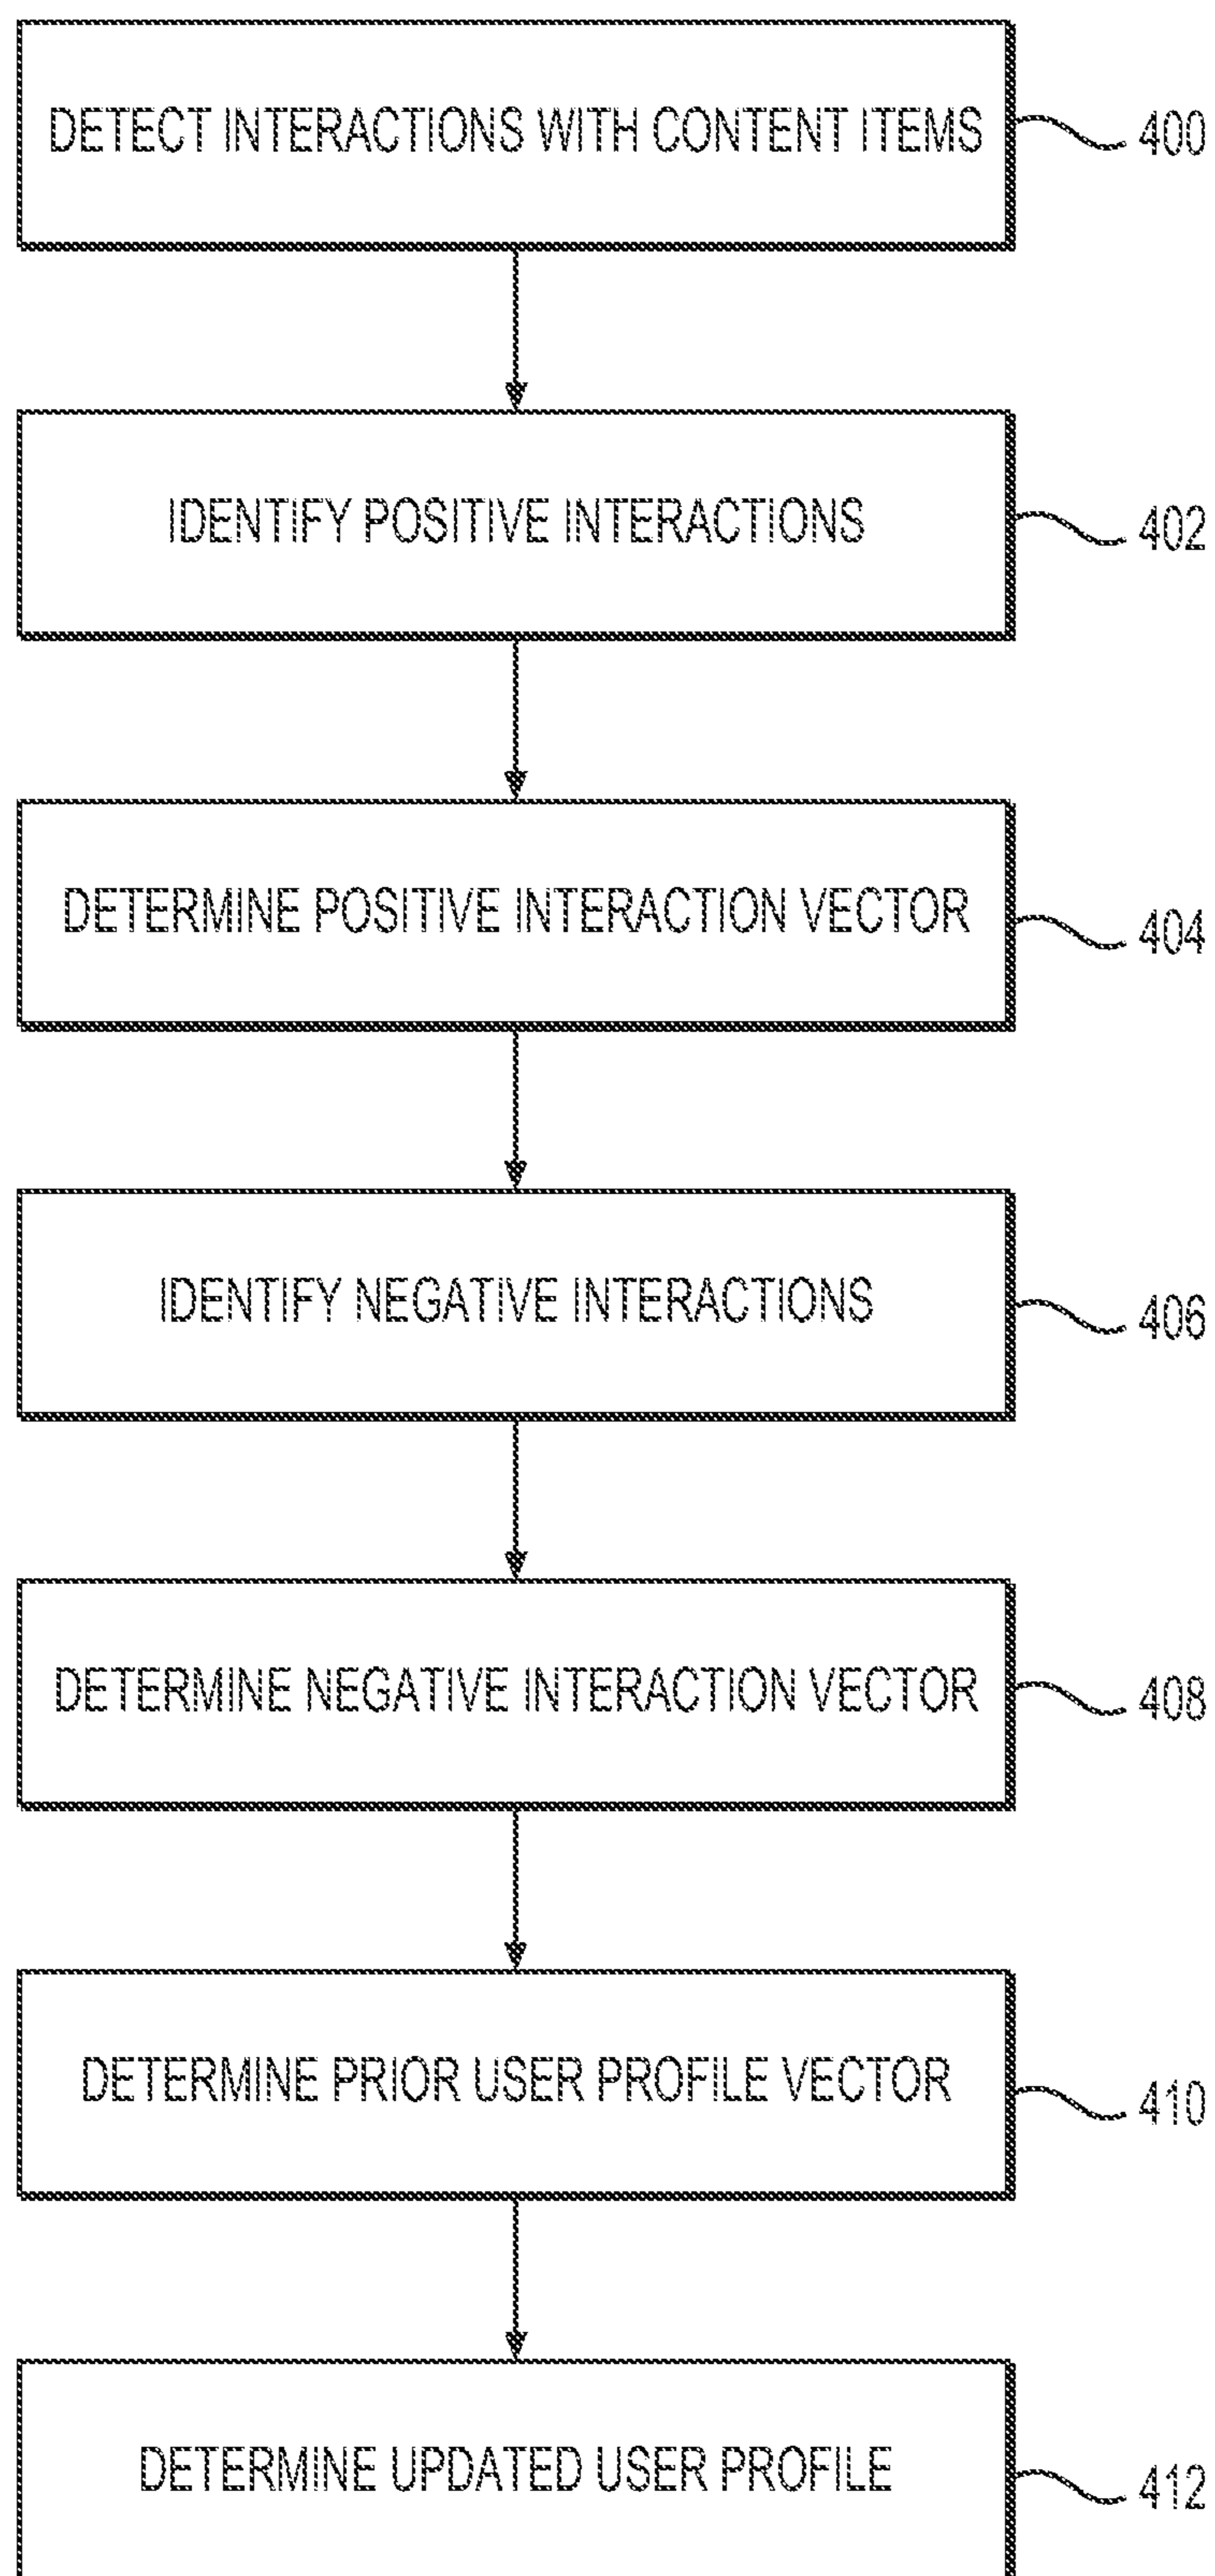 DETECT INTERACTIONS WITH CONTENT ITEMS
400
IDENTIFY POSITIVE INTERACTIONS
402
DETERMINE POSITIVE INTERACTION VECTOR
404
IDENTIFY NEGATIVE INTERACTIONS
406
DETERMINE NEGATIVE INTERACTION VECTOR
408
DETERMINE PRIOR USER PROFILE VECTOR
410
DETERMINE UPDATED USER PROFILE
412